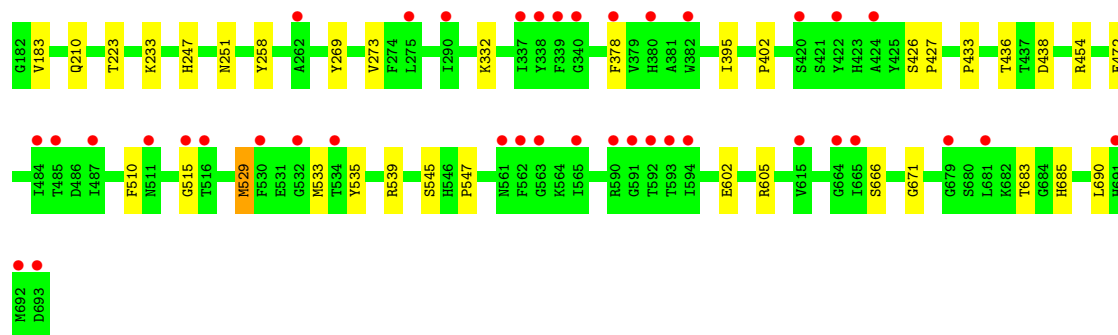 G182 V183 Q210 T223 K233 H247 N251 Y258 A262 Y269 V273 F274 L275 I290 K332 I337 Y338 F339 G340 F378 V379 H380 A381 W382 I395 P402 S420 S421 Y422 H423 A424 Y425 S426 P427 P433 T436 T437 D438 R454
I484 T485 D486 I487 F510 N511 G515 T516 M529 F530 E531 G532 M533 T534 Y535 R539 S545 H546 P547 N561 F562 G563 K564 I565 R590 G591 T592 T593 I594 E602 R605 V615 G664 I665 S666 G671 G679 S680 L681 K682 T683 G684 H685 L690 H691
M692 D693